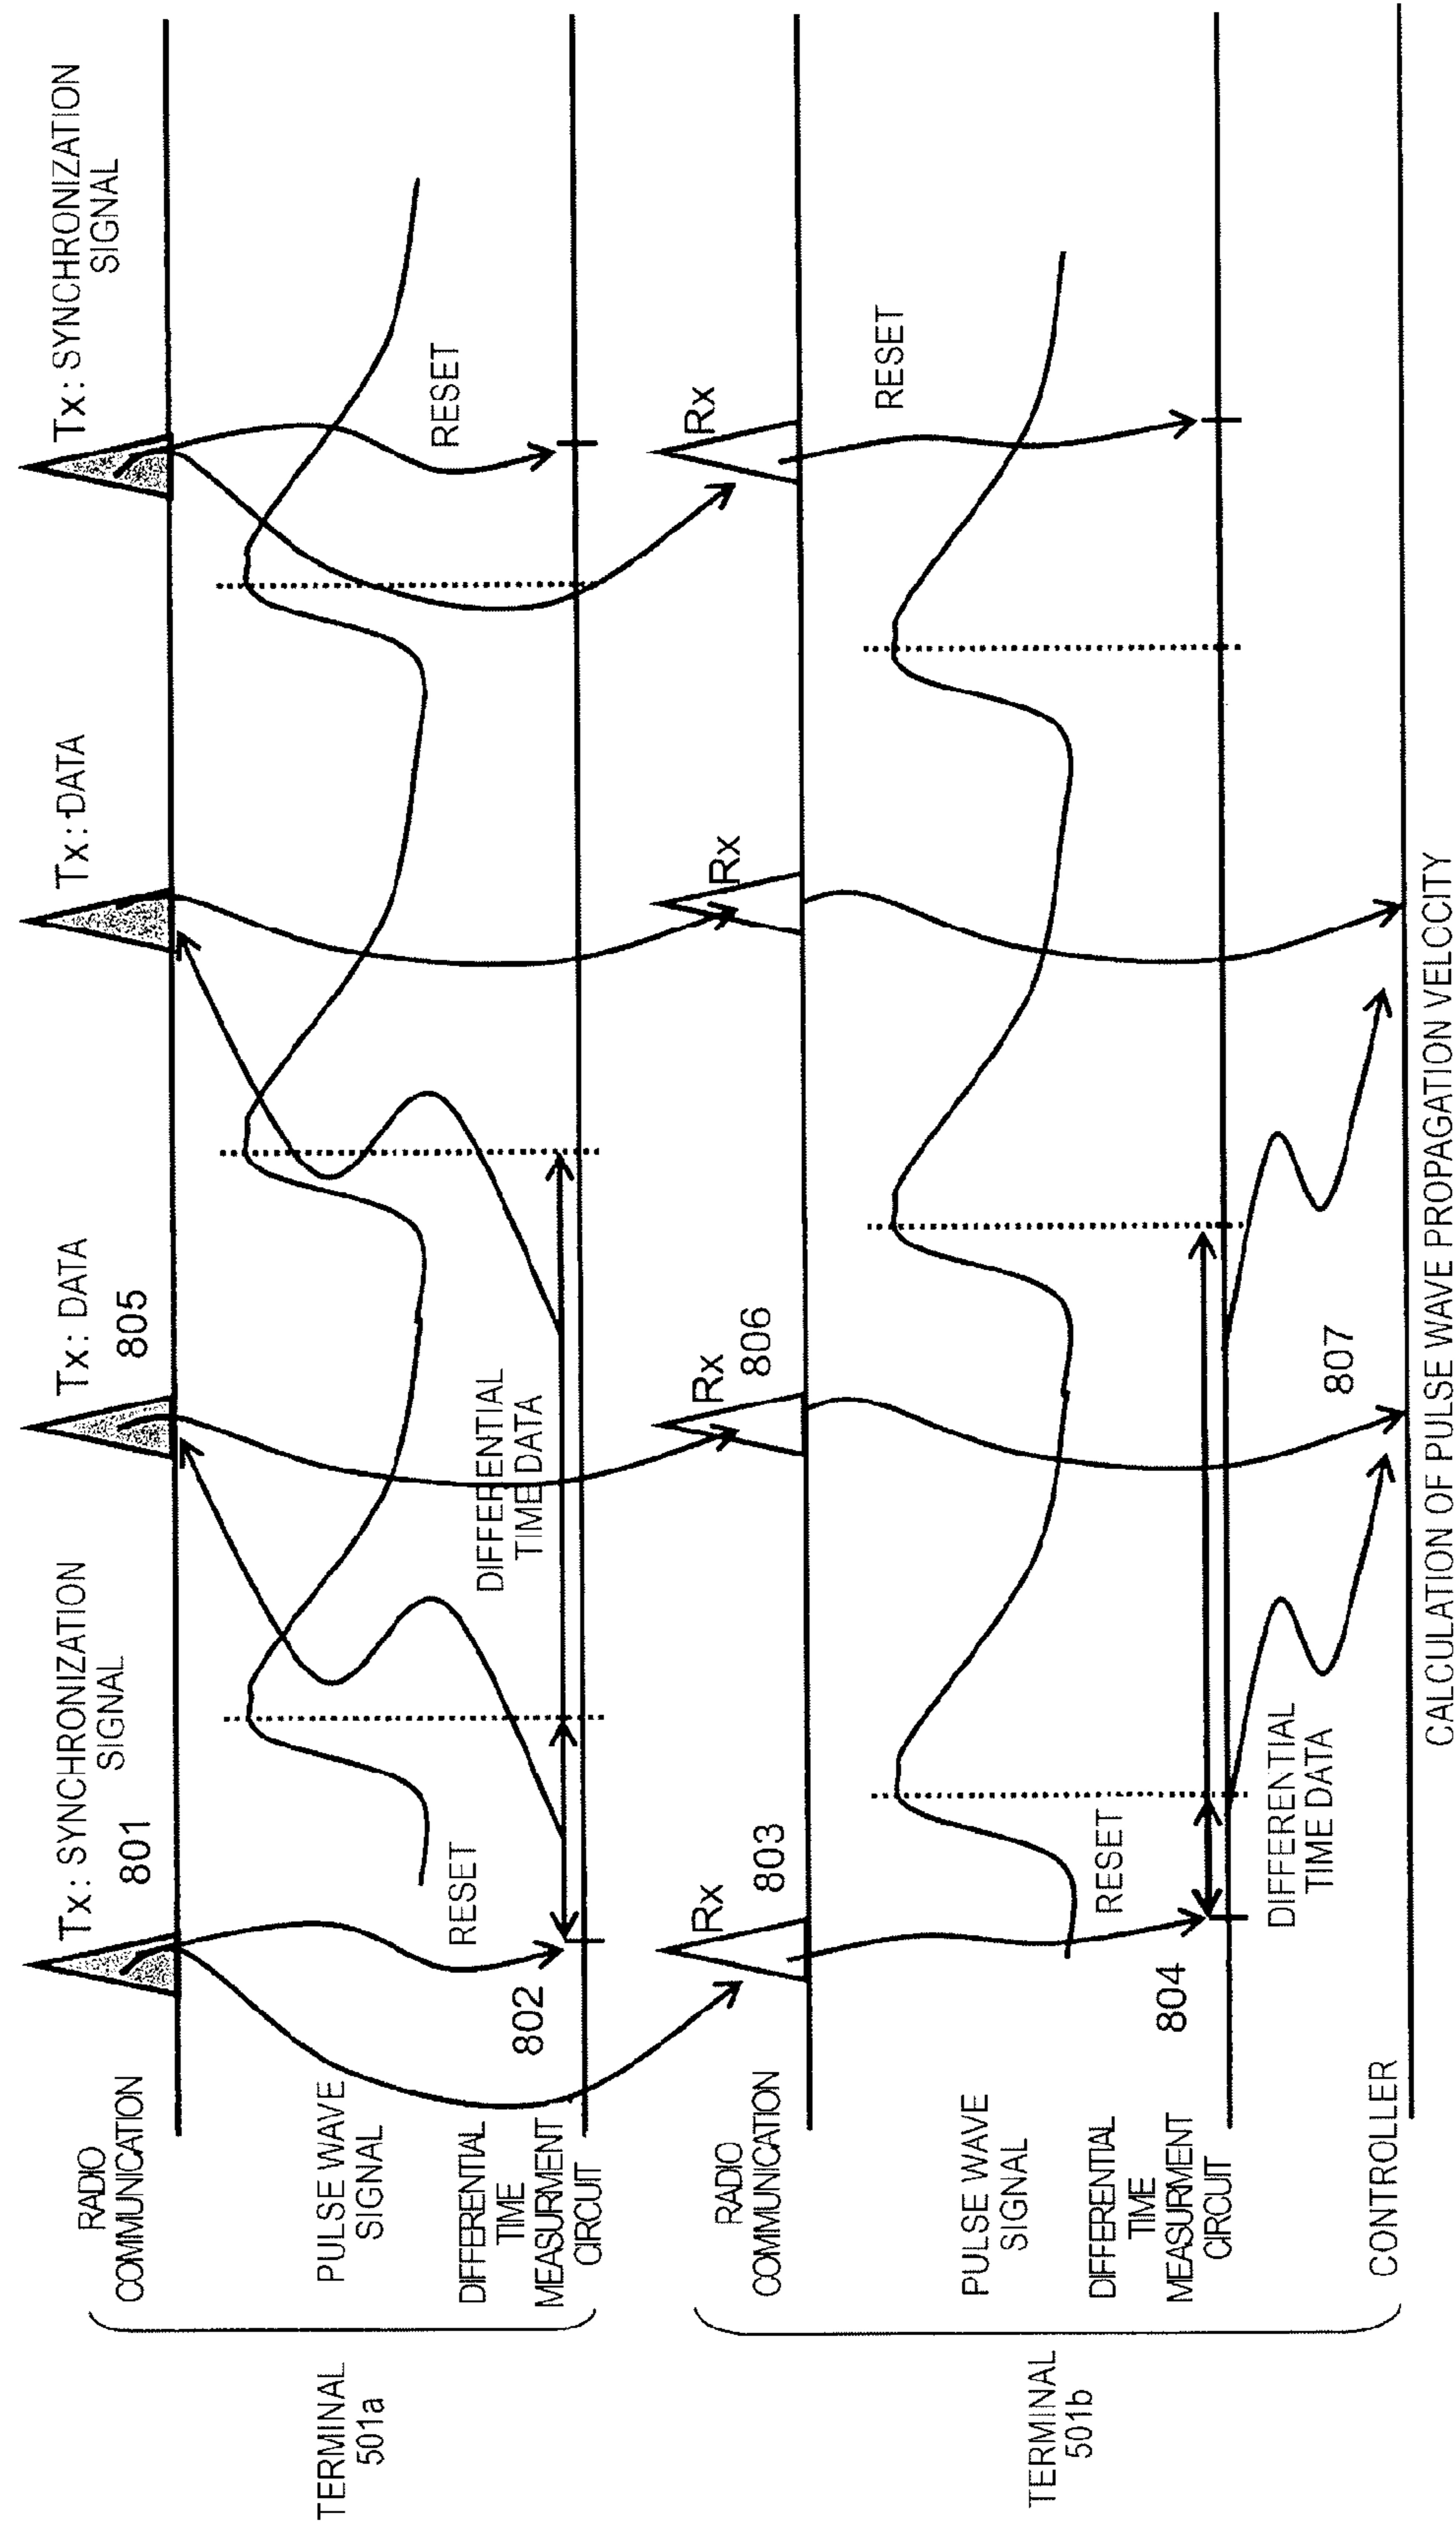 Tx: SYNCHRONIZATION
SIGNAL
801
Tx: DATA
805
Tx: DATA
Tx: SYNCHRONIZATION
SIGNAL
TERMINAL
501a
RADIO
COMMUNICATION
PULSE WAVE
SIGNAL
DIFFERENTIAL
TIME
MEASURMENT
CIRCUIT
802
RESET
DIFFERENTIAL
TIME DATA
RESET
TERMINAL
501b
RADIO
COMMUNICATION
Rx
803
Rx
806
Rx
Rx
PULSE WAVE
SIGNAL
DIFFERENTIAL
TIME
MEASURMENT
CIRCUIT
804
RESET
RESET
DIFFERENTIAL
TIME DATA
807
CONTROLLER
CALCULATION OF PULSE WAVE PROPAGATION VELOCITY